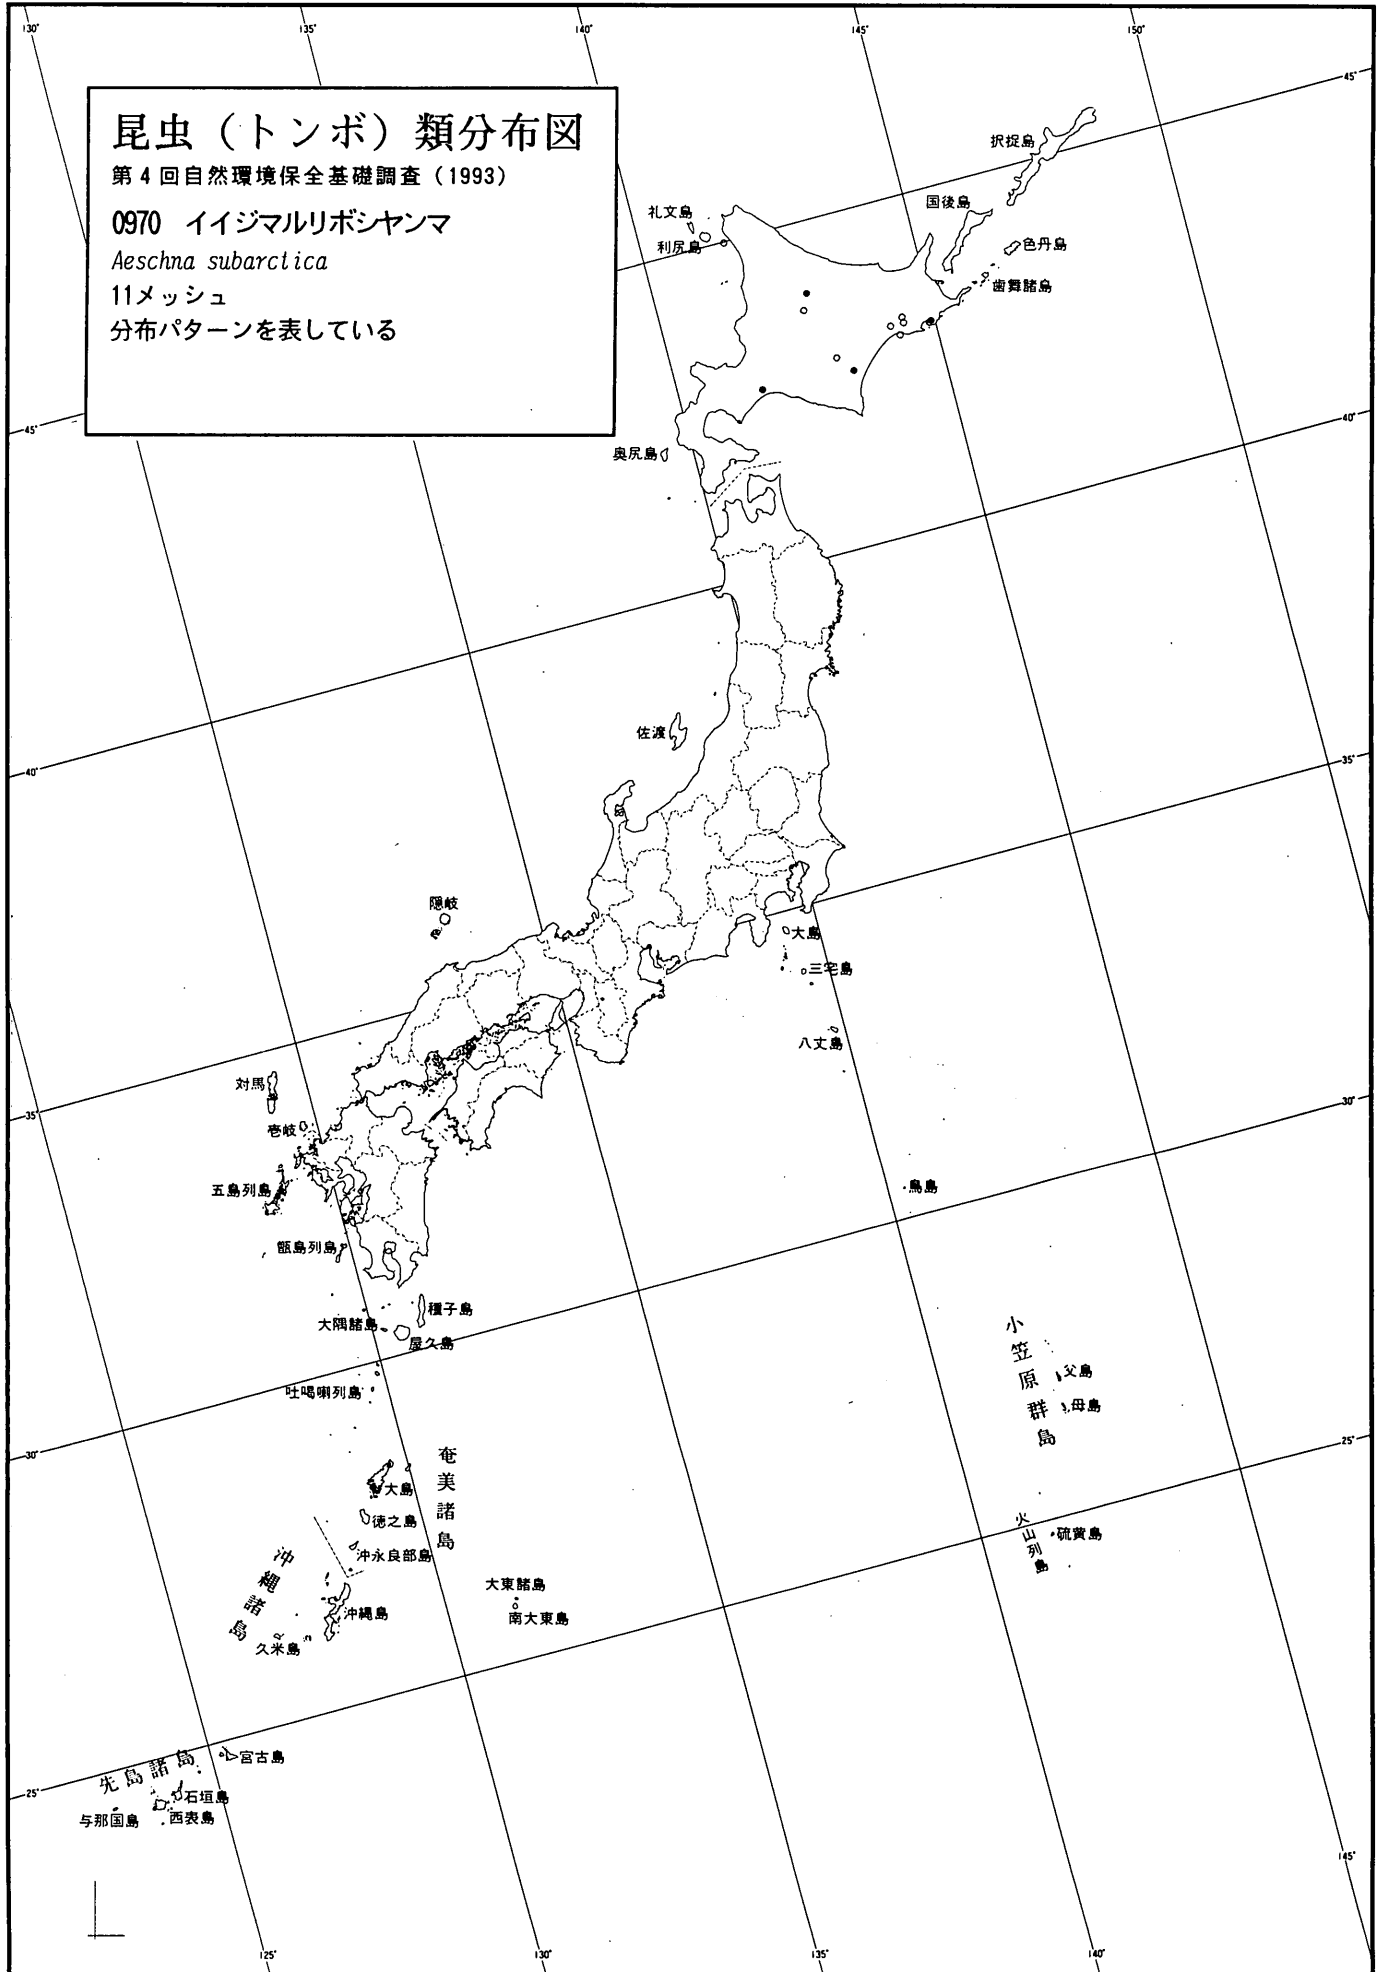 130°
135°
140°
145°
150°
昆虫（トンボ）類分布図
第４回自然環境保全基礎調査（1993）
0970　イイジマルリボシヤンマ
Aeschna subarctica
11メッシュ
分布パターンを表している
45°
択捉島
国後島
色丹島
歯舞諸島
礼文島
利尻島
奥尻島
45°
40°
佐渡
40°
35°
隠岐
大島
三宅島
八丈島
対馬
壱岐
35°
30°
五島列島
鳥島
甑島列島
種子島
大隅諸島
屋久島
吐噶喇列島
小笠原群島
父島
母島
30°
25°
奄美諸島
大島
徳之島
沖永良部島
火山列島
硫黄島
沖縄諸島
沖縄島
久米島
大東諸島
南大東島
先島諸島
宮古島
石垣島
西表島
与那国島
25°
145°
125°
130°
135°
140°